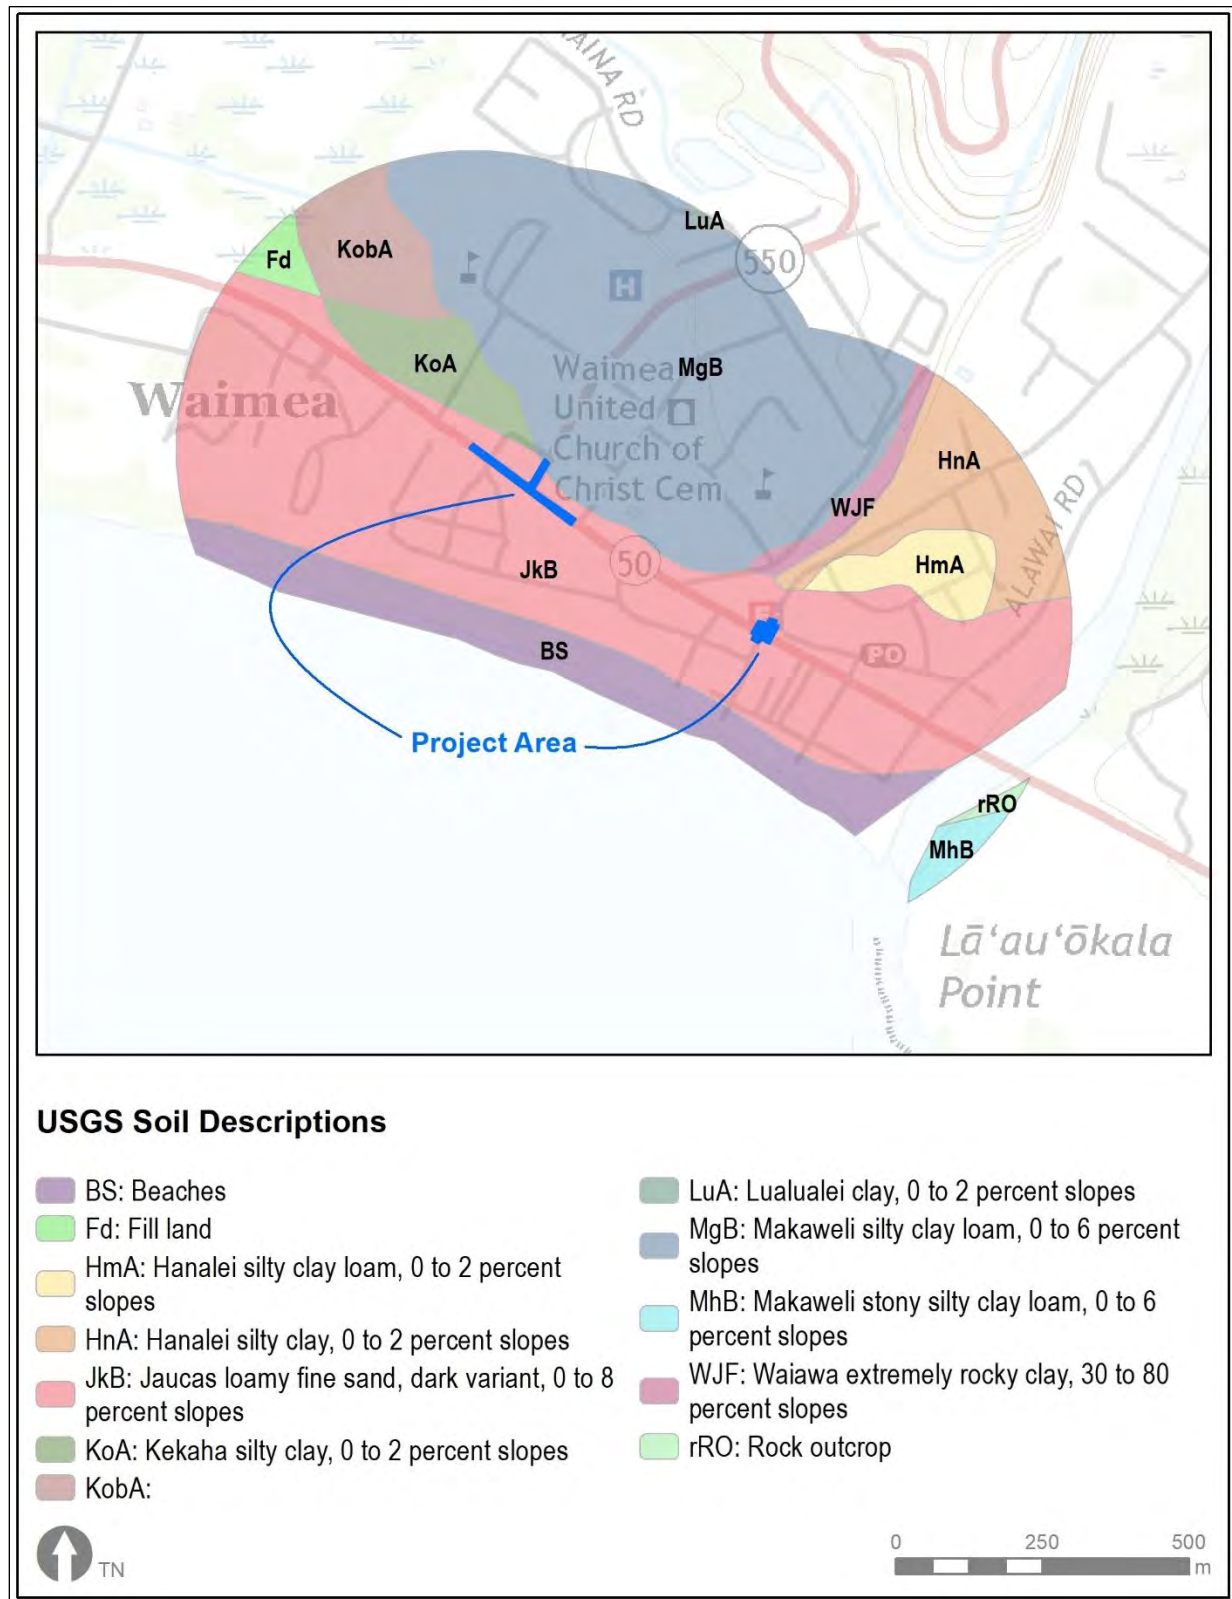 AINA RD
LuA
550
Fd
KobA
H
KoA
Waimea
MgB
Waimea
United
Church of
Christ Cem
HnA
WJF
HmA
ALAWAI RD
JkB
50
BS
PO
Project Area
rRO
MhB
Lā‘au‘ōkala
Point
USGS Soil Descriptions
BS: Beaches
Fd: Fill land
HmA: Hanalei silty clay loam, 0 to 2 percent
slopes
HnA: Hanalei silty clay, 0 to 2 percent slopes
JkB: Jaucas loamy fine sand, dark variant, 0 to 8
percent slopes
KoA: Kekaha silty clay, 0 to 2 percent slopes
KobA:
LuA: Lualualei clay, 0 to 2 percent slopes
MgB: Makaweli silty clay loam, 0 to 6 percent
slopes
MhB: Makaweli stony silty clay loam, 0 to 6
percent slopes
WJF: Waiawa extremely rocky clay, 30 to 80
percent slopes
rRO: Rock outcrop
TN
0 250 500
m